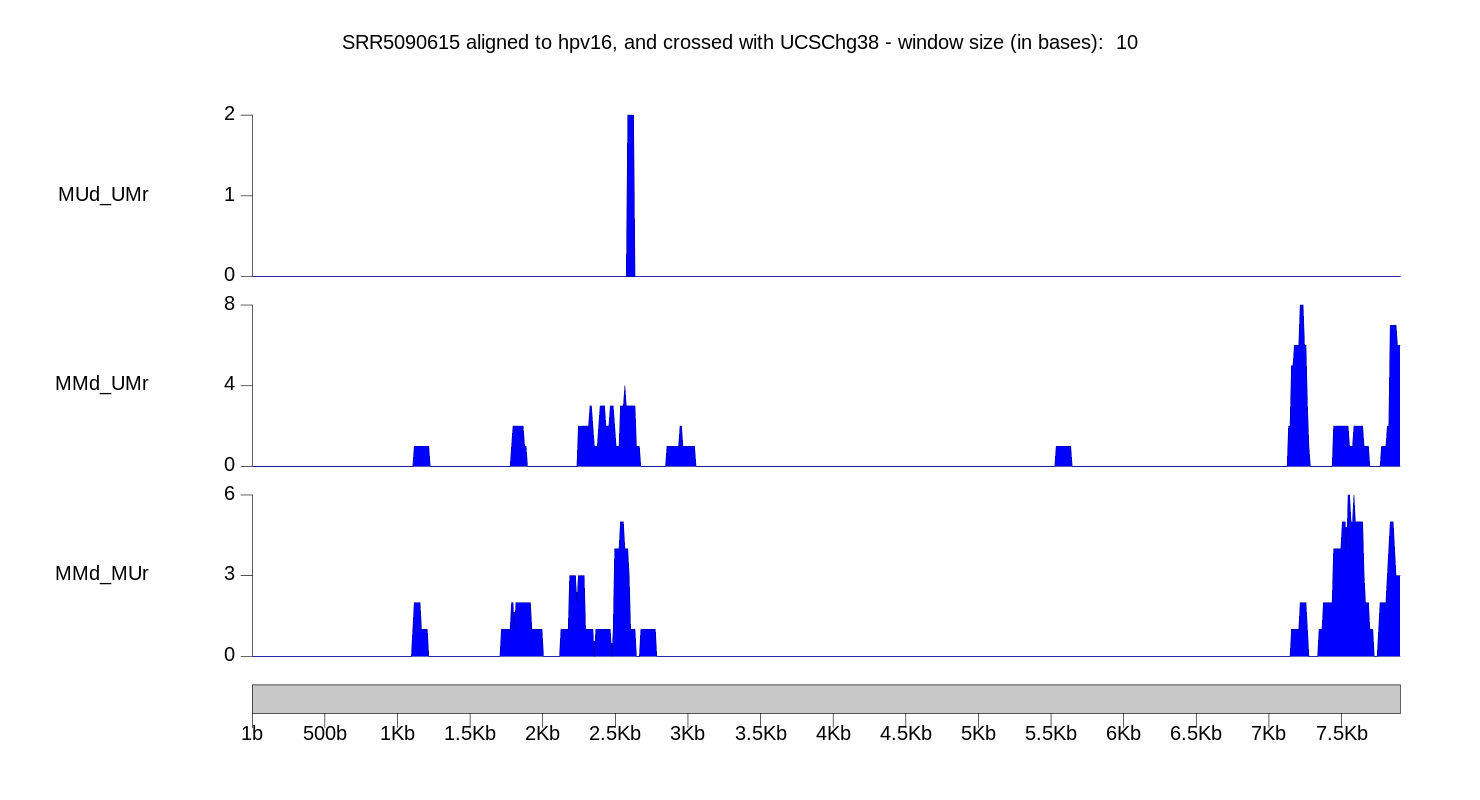 SRR5090615 aligned to hpv16, and crossed with UCSChg38 - window size (in bases):  10
2
MUd_UMr
1
0
8
MMd_UMr
4
0
6
MMd_MUr
3
0
1b 500b 1Kb 1.5Kb 2Kb 2.5Kb 3Kb 3.5Kb 4Kb 4.5Kb 5Kb 5.5Kb 6Kb 6.5Kb 7Kb 7.5Kb